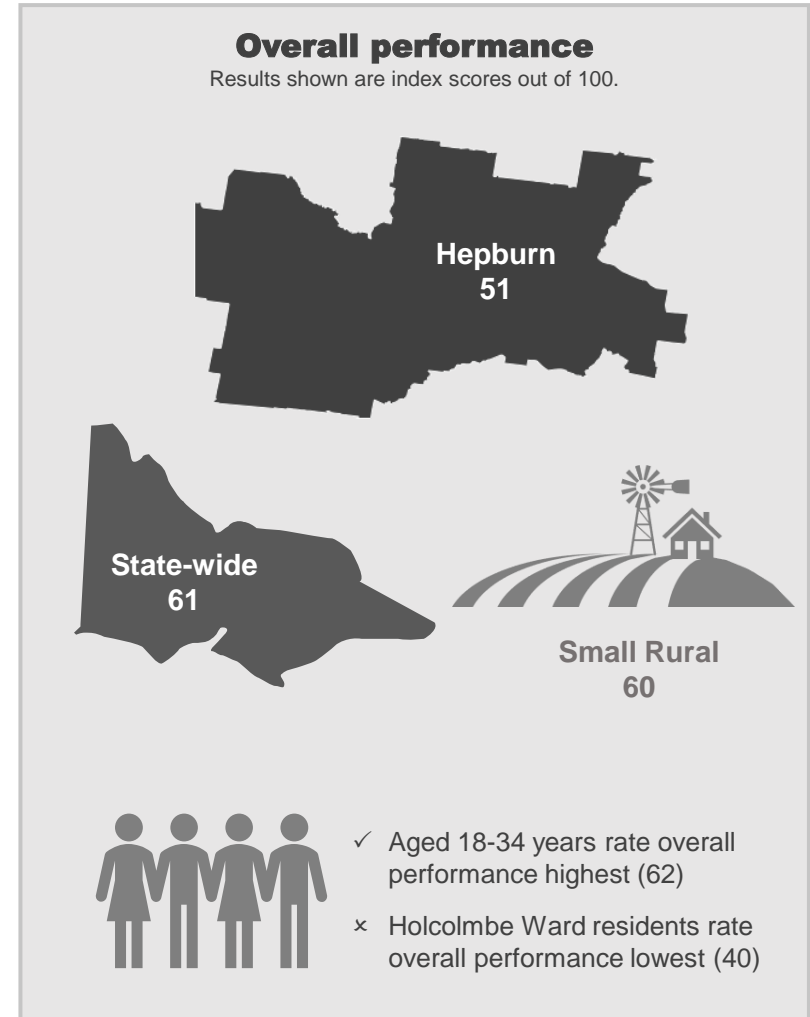 Overall performance
Results shown are index scores out of 100.
Hepburn
51
State-wide
61
Small Rural
60
✓ Aged 18-34 years rate overall
performance highest (62)
× Holcolmbe Ward residents rate
overall performance lowest (40)